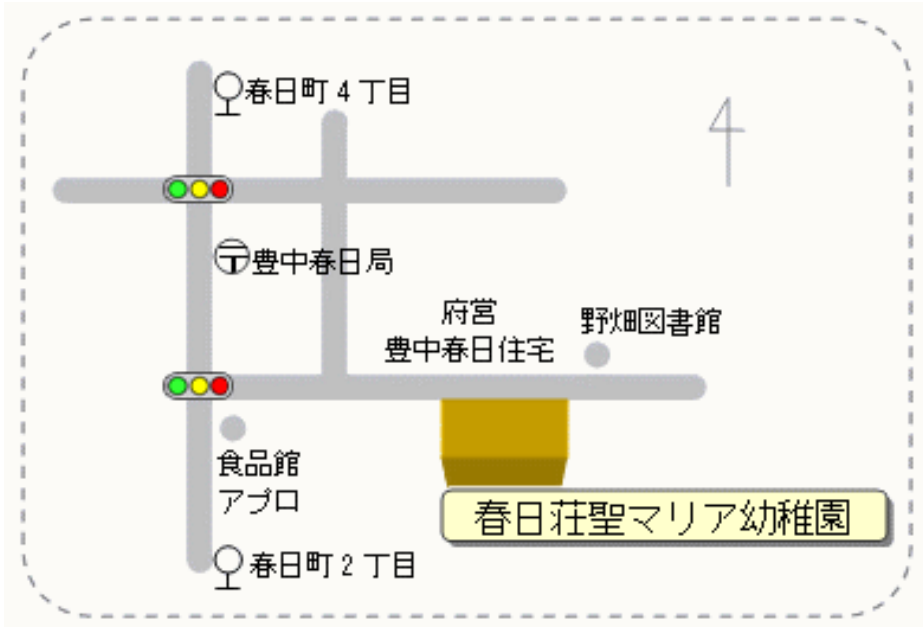 春日町4丁目
〒豊中春日局
府営
豊中春日住宅
野畑図書館
食品館
アプロ
春日荘聖マリア幼稚園
春日町2丁目